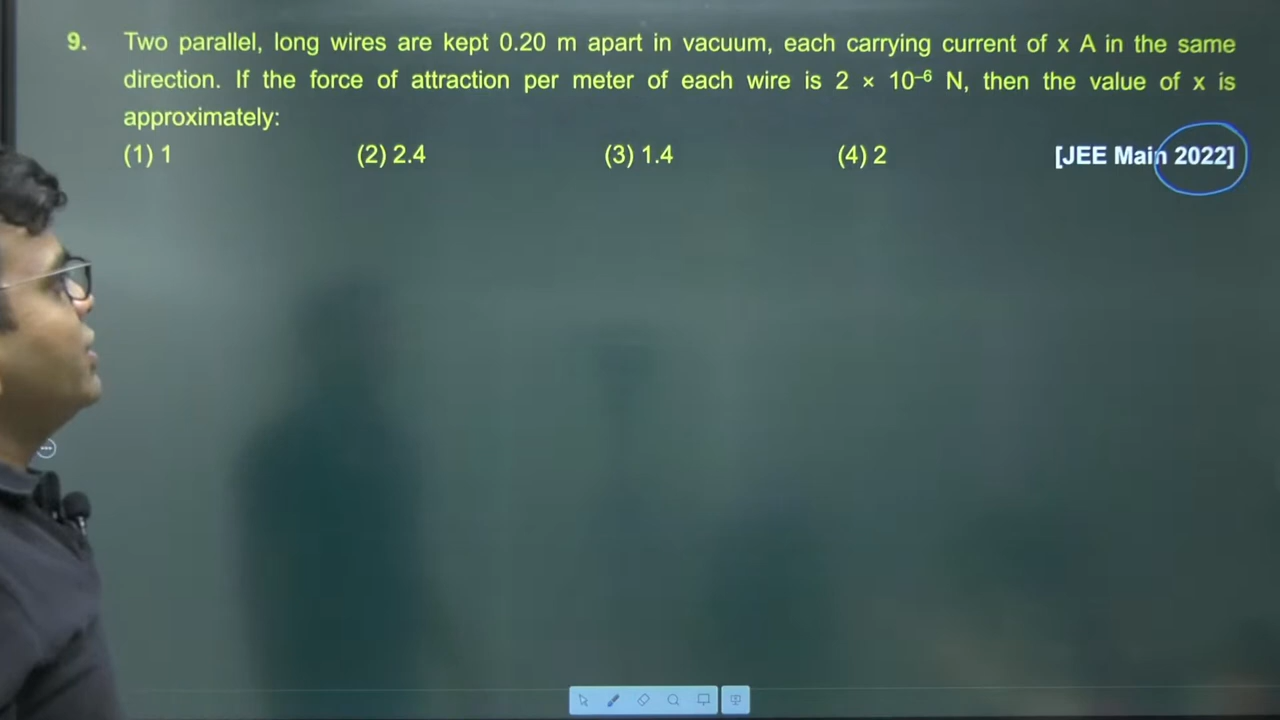 9. Two parallel, long wires are kept 0.20 m apart in vacuum, each carrying current of x A in the same
direction. If the force of attraction per meter of each wire is 2 × 10⁻⁶ N, then the value of x is
approximately:
(1) 1 (2) 2.4 (3) 1.4 (4) 2 [JEE Main 2022]